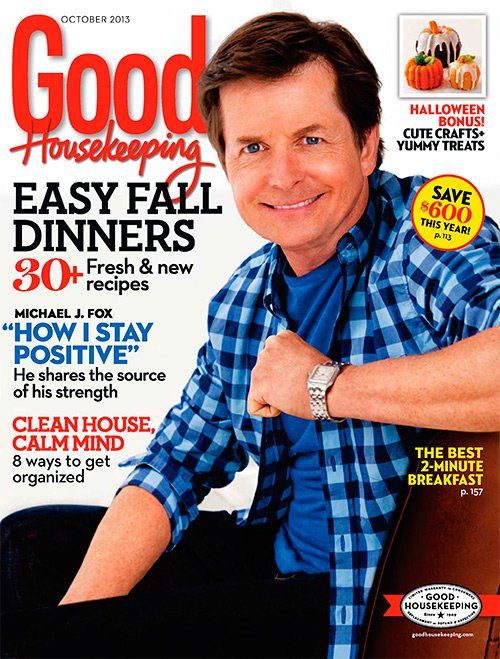 OCTOBER 2013
Good
Housekeeping
HALLOWEEN
BONUS!
CUTE CRAFTS+
YUMMY TREATS
EASY FALL
DINNERS
30+ Fresh & new
recipes
SAVE
$600
THIS YEAR!
p. 113
MICHAEL J. FOX
“HOW I STAY
POSITIVE”
He shares the source
of his strength
CLEAN HOUSE,
CALM MIND
8 ways to get
organized
THE BEST
2-MINUTE
BREAKFAST
p. 157
GOOD
HOUSEKEEPING
Since ★ 1909
goodhousekeeping.com